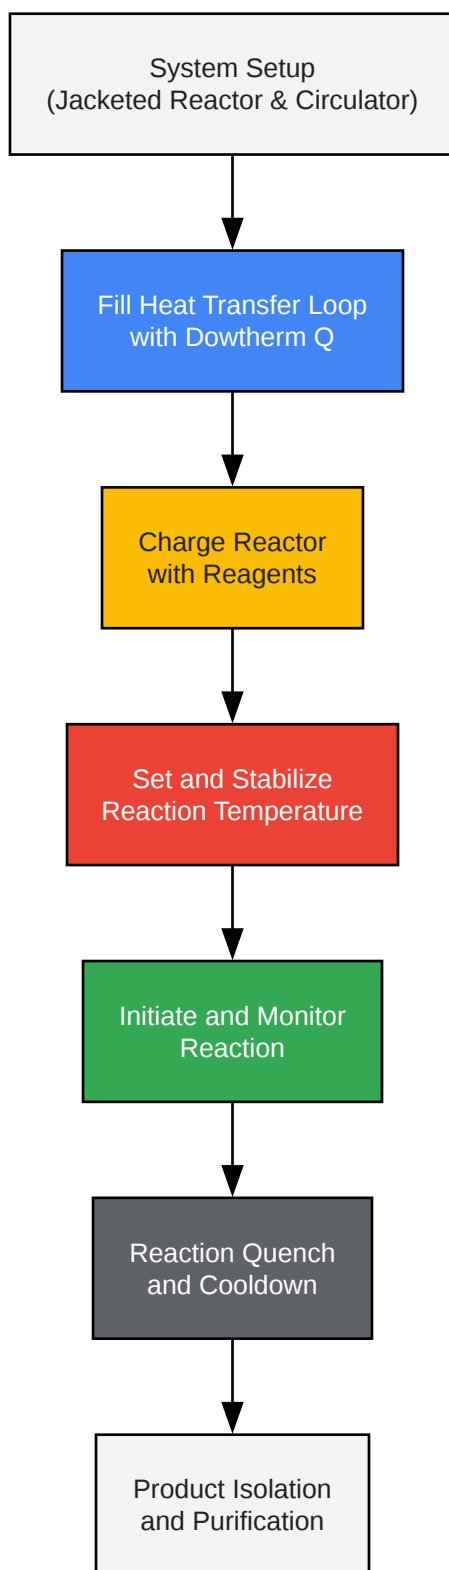 System Setup
(Jacketed Reactor & Circulator)
Fill Heat Transfer Loop
with Dowtherm Q
Charge Reactor
with Reagents
Set and Stabilize
Reaction Temperature
Initiate and Monitor
Reaction
Reaction Quench
and Cooldown
Product Isolation
and Purification